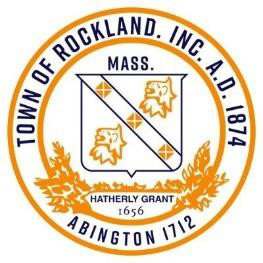 TOWN OF ROCKLAND. INC. A.D. 1874
MASS.
HATHERLY GRANT
1656
ABINGTON 1712